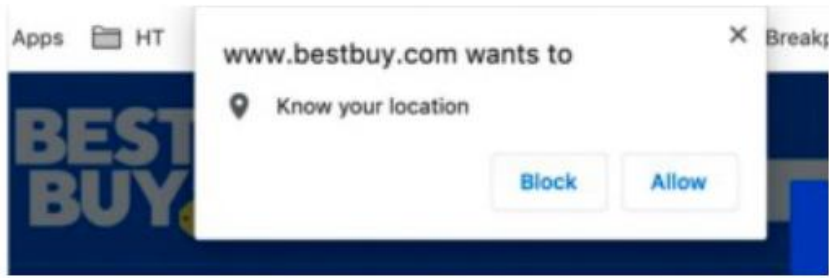 Apps HT
Breakp
www.bestbuy.com wants to
Know your location
Block Allow
BEST
BUY